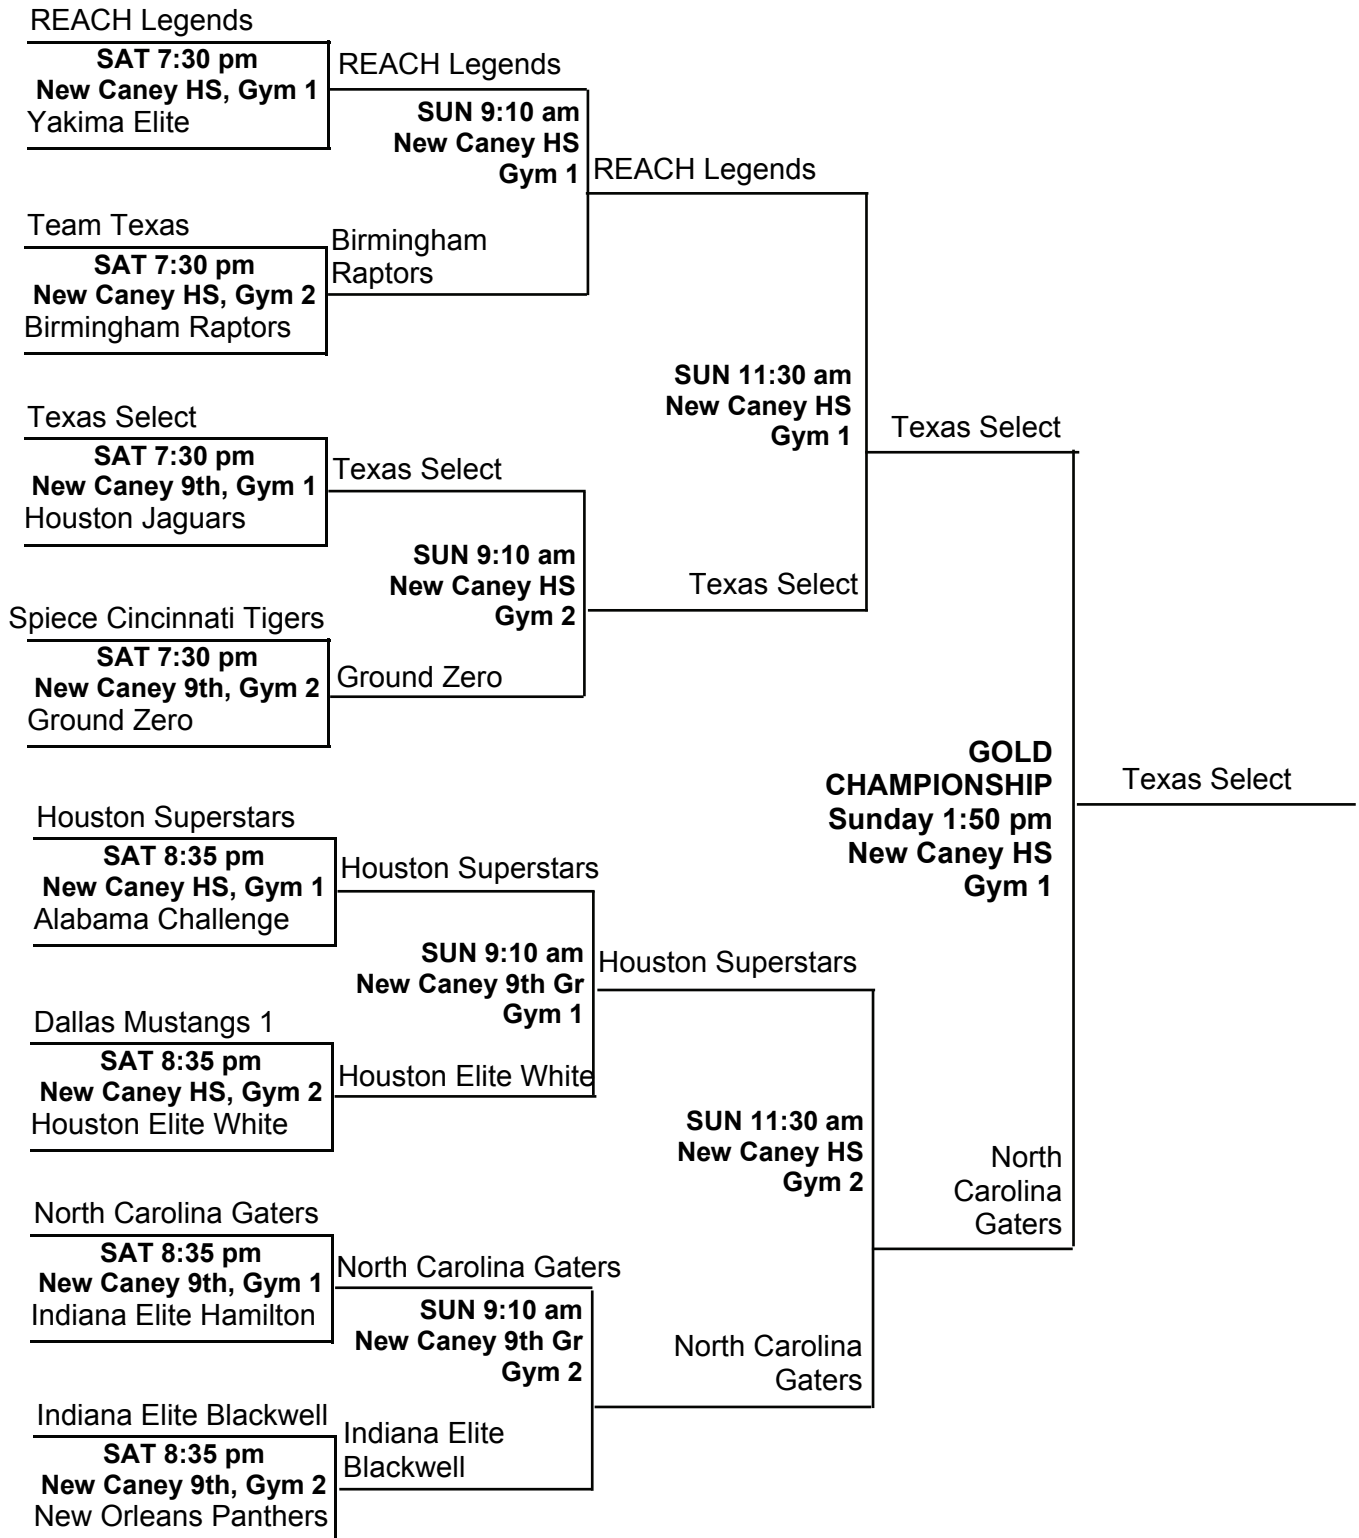 REACH Legends
SAT 7:30 pm
New Caney HS, Gym 1
Yakima Elite
REACH Legends
SUN 9:10 am
New Caney HS
Gym 1
REACH Legends
Team Texas
SAT 7:30 pm
New Caney HS, Gym 2
Birmingham Raptors
Birmingham
Raptors
SUN 11:30 am
New Caney HS
Gym 1
Texas Select
Texas Select
SAT 7:30 pm
New Caney 9th, Gym 1
Houston Jaguars
Texas Select
SUN 9:10 am
New Caney HS
Gym 2
Texas Select
Spiece Cincinnati Tigers
SAT 7:30 pm
New Caney 9th, Gym 2
Ground Zero
Ground Zero
GOLD
CHAMPIONSHIP
Sunday 1:50 pm
New Caney HS
Gym 1
Texas Select
Houston Superstars
SAT 8:35 pm
New Caney HS, Gym 1
Alabama Challenge
Houston Superstars
SUN 9:10 am
New Caney 9th Gr
Gym 1
Houston Superstars
Dallas Mustangs 1
SAT 8:35 pm
New Caney HS, Gym 2
Houston Elite White
Houston Elite White
SUN 11:30 am
New Caney HS
Gym 2
North
Carolina
Gaters
North Carolina Gaters
SAT 8:35 pm
New Caney 9th, Gym 1
Indiana Elite Hamilton
North Carolina Gaters
SUN 9:10 am
New Caney 9th Gr
Gym 2
North Carolina
Gaters
Indiana Elite Blackwell
SAT 8:35 pm
New Caney 9th, Gym 2
New Orleans Panthers
Indiana Elite
Blackwell